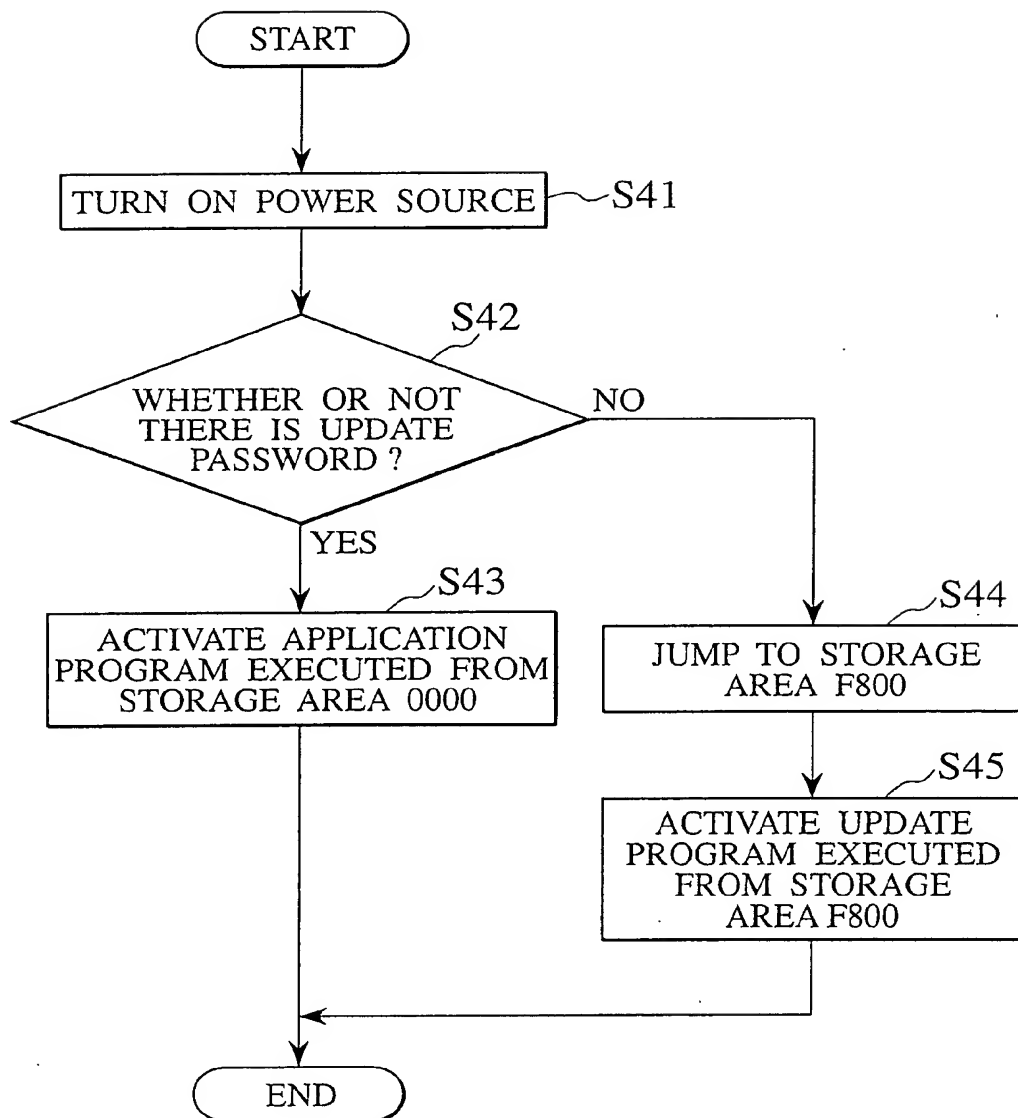 START
TURN ON POWER SOURCE
S41
S42
WHETHER OR NOT
THERE IS UPDATE
PASSWORD ?
NO
YES
S43
ACTIVATE APPLICATION
PROGRAM EXECUTED FROM
STORAGE AREA 0000
S44
JUMP TO STORAGE
AREA F800
S45
ACTIVATE UPDATE
PROGRAM EXECUTED
FROM STORAGE
AREA F800
END